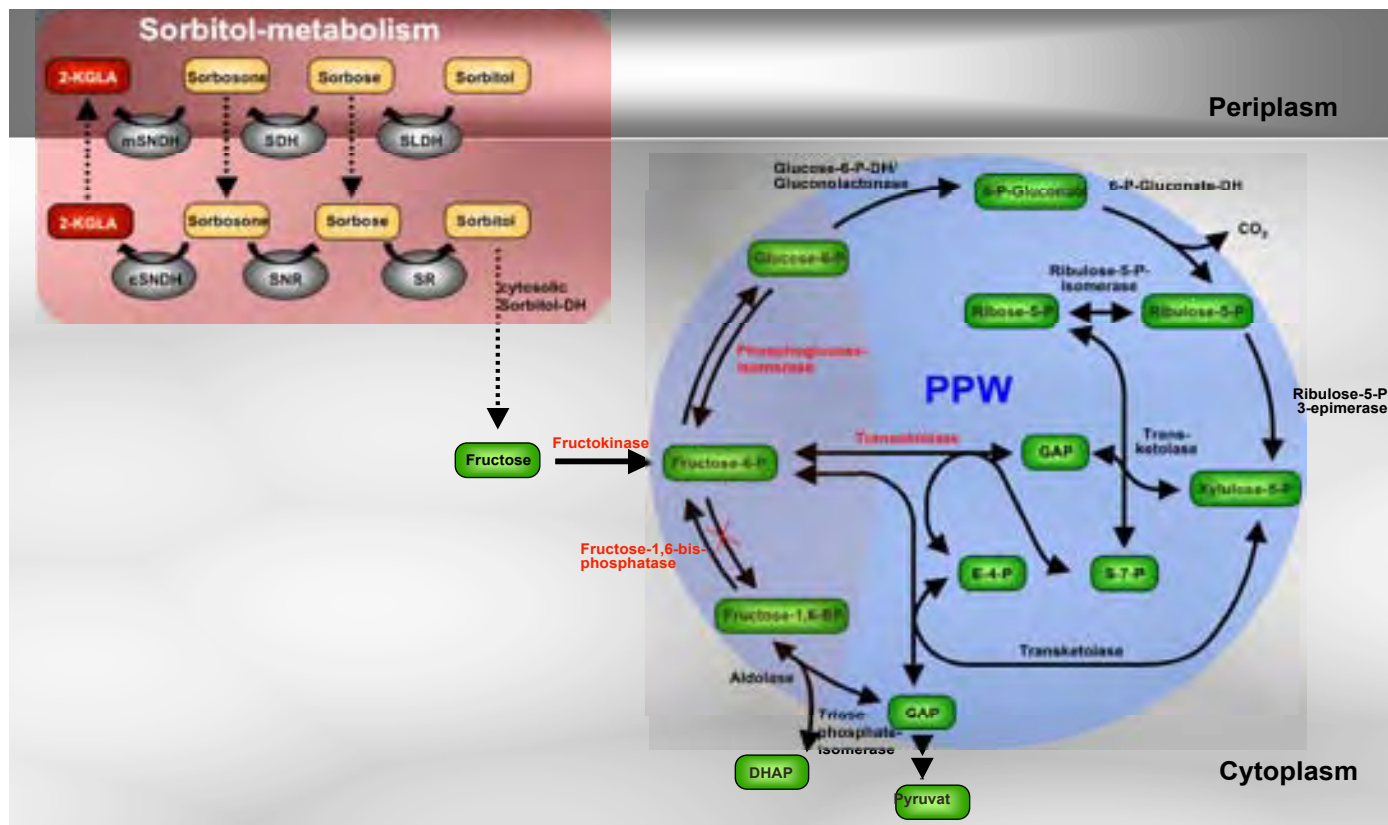 Sorbitol-metabolism
2-KGLA
Sorbosone
Sorbose
Sorbitol
Periplasm
mSNDH
SDH
SLDH
2-KGLA
Sorbosone
Sorbose
Sorbitol
cSNDH
SNR
SR
cytosolic
Sorbitol-DH
Glucose-6-P-DH/
Gluconolactonase
6-P-Gluconate
6-P-Gluconate-DH
CO₂
Glucose-6-P
Ribulose-5-P-
isomerase
Ribose-5-P
Ribulose-5-P
Phosphoglucose-
isomerase
PPW
Ribulose-5-P
3-epimerase
Fructose
Fructokinase
Fructose-6-P
Transaldolase
GAP
Trans-
ketolase
Xylulose-5-P
Fructose-1,6-bis-
phosphatase
E-4-P
S-7-P
Fructose-1,6-BP
Transketolase
Aldolase
Triose
phosphate-
isomerase
GAP
DHAP
Pyruvat
Cytoplasm